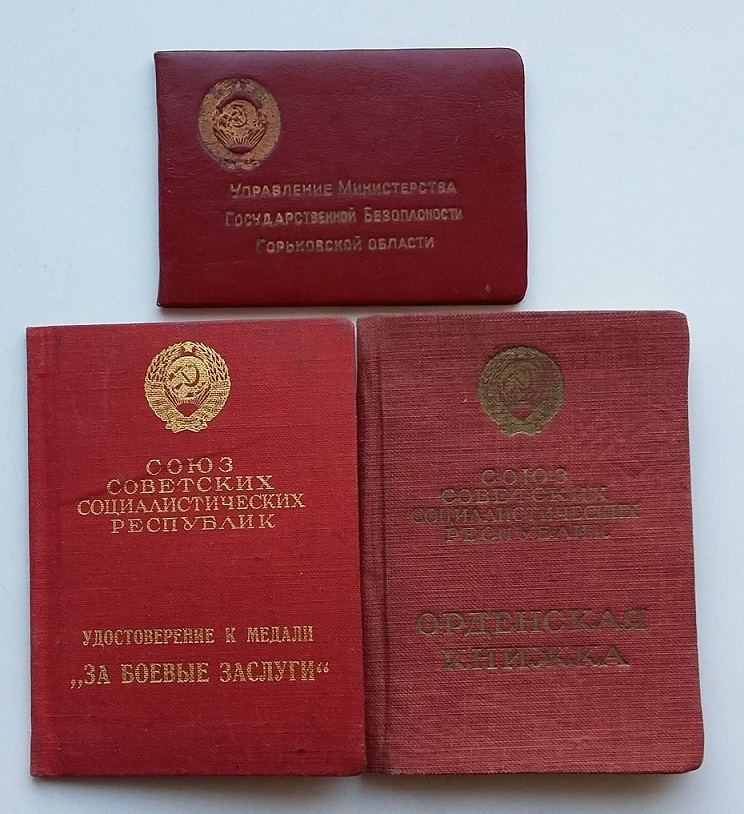 Управление Министерства
Государственной Безопасности
Горьковской области
СОЮЗ
СОВЕТСКИХ
СОЦИАЛИСТИЧЕСКИХ
РЕСПУБЛИК
УДОСТОВЕРЕНИЕ К МЕДАЛИ
„ЗА БОЕВЫЕ ЗАСЛУГИ“
СОЮЗ
СОВЕТСКИХ
СОЦИАЛИСТИЧЕСКИХ
РЕСПУБЛИК
ОРДЕНСКАЯ
КНИЖКА